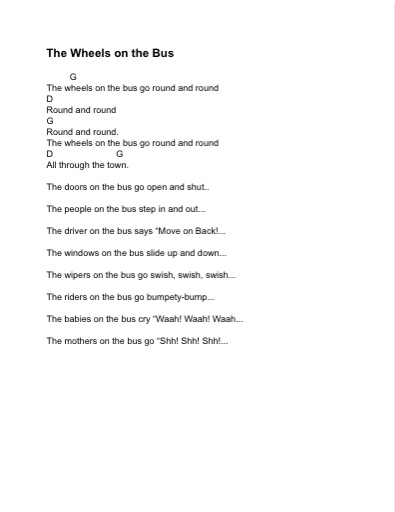 The Wheels on the Bus
G
The wheels on the bus go round and round
D
Round and round
G
Round and round.
The wheels on the bus go round and round
D G
All through the town.
The doors on the bus go open and shut..
The people on the bus step in and out...
The driver on the bus says “Move on Back!...
The windows on the bus slide up and down...
The wipers on the bus go swish, swish, swish...
The riders on the bus go bumpety-bump...
The babies on the bus cry “Waah! Waah! Waah...
The mothers on the bus go “Shh! Shh! Shh!...